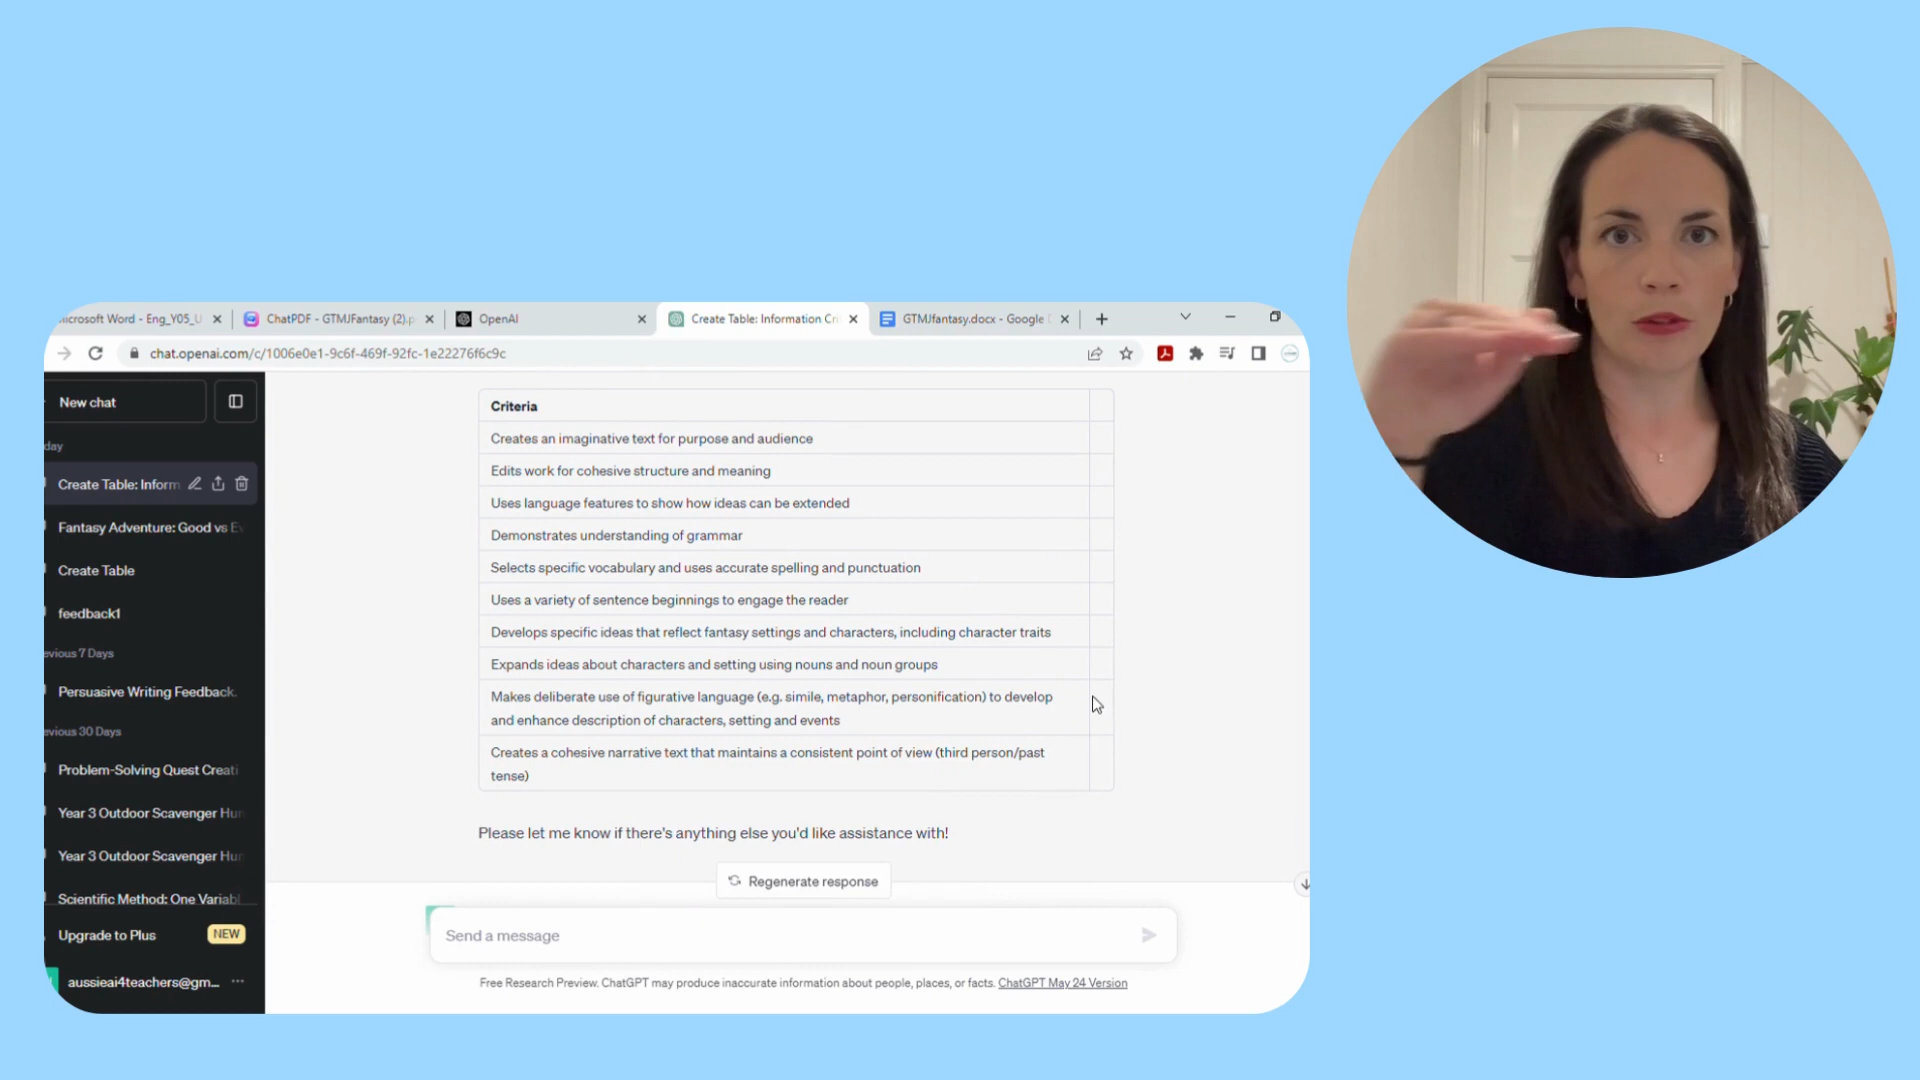 icrosoft Word - Eng_Y05_U
ChatPDF - GTMJFantasy (2).p
OpenAI
Create Table: Information Cr
GTMJfantasy.docx - Google
chat.openai.com/c/1006e0e1-9c6f-469f-92fc-1e22276f6c9c
New chat
day
Create Table: Inform
Fantasy Adventure: Good vs Ev
Create Table
feedback1
evious 7 Days
Persuasive Writing Feedback.
evious 30 Days
Problem-Solving Quest Creati
Year 3 Outdoor Scavenger Hun
Year 3 Outdoor Scavenger Hun
Scientific Method: One Variabl
Upgrade to Plus
NEW
aussieai4teachers@gm...
Criteria
Creates an imaginative text for purpose and audience
Edits work for cohesive structure and meaning
Uses language features to show how ideas can be extended
Demonstrates understanding of grammar
Selects specific vocabulary and uses accurate spelling and punctuation
Uses a variety of sentence beginnings to engage the reader
Develops specific ideas that reflect fantasy settings and characters, including character traits
Expands ideas about characters and setting using nouns and noun groups
Makes deliberate use of figurative language (e.g. simile, metaphor, personification) to develop
and enhance description of characters, setting and events
Creates a cohesive narrative text that maintains a consistent point of view (third person/past
tense)
Please let me know if there's anything else you'd like assistance with!
Regenerate response
Send a message
Free Research Preview. ChatGPT may produce inaccurate information about people, places, or facts. ChatGPT May 24 Version